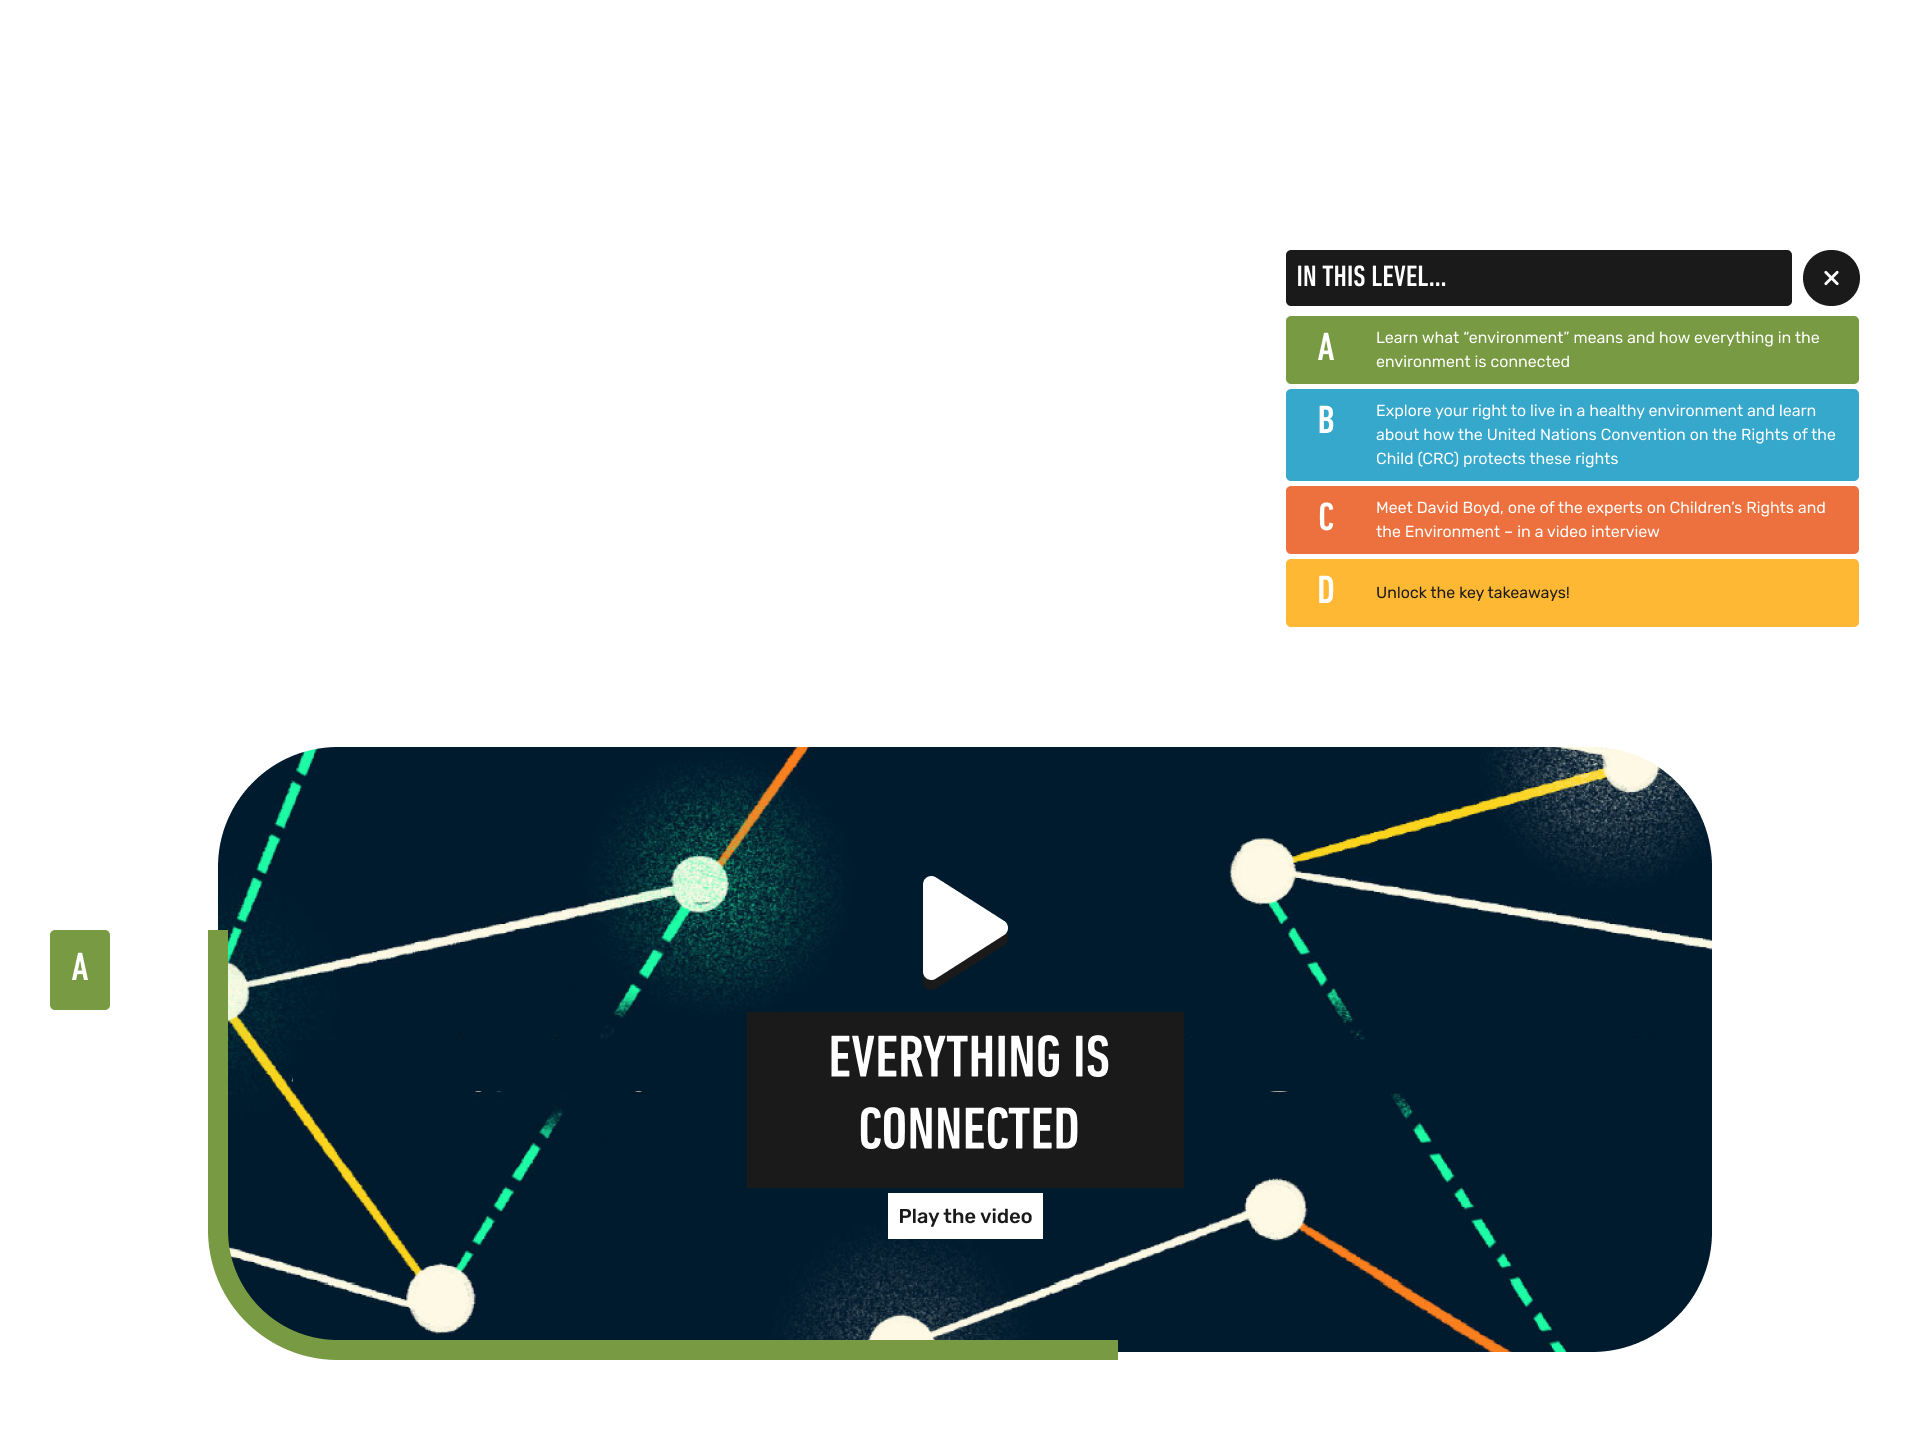 IN THIS LEVEL...
A
Learn what “environment” means and how everything in the
environment is connected
B
Explore your right to live in a healthy environment and learn
about how the United Nations Convention on the Rights of the
Child (CRC) protects these rights
C
Meet David Boyd, one of the experts on Children’s Rights and
the Environment – in a video interview
D
Unlock the key takeaways!
A
EVERYTHING IS
CONNECTED
Play the video